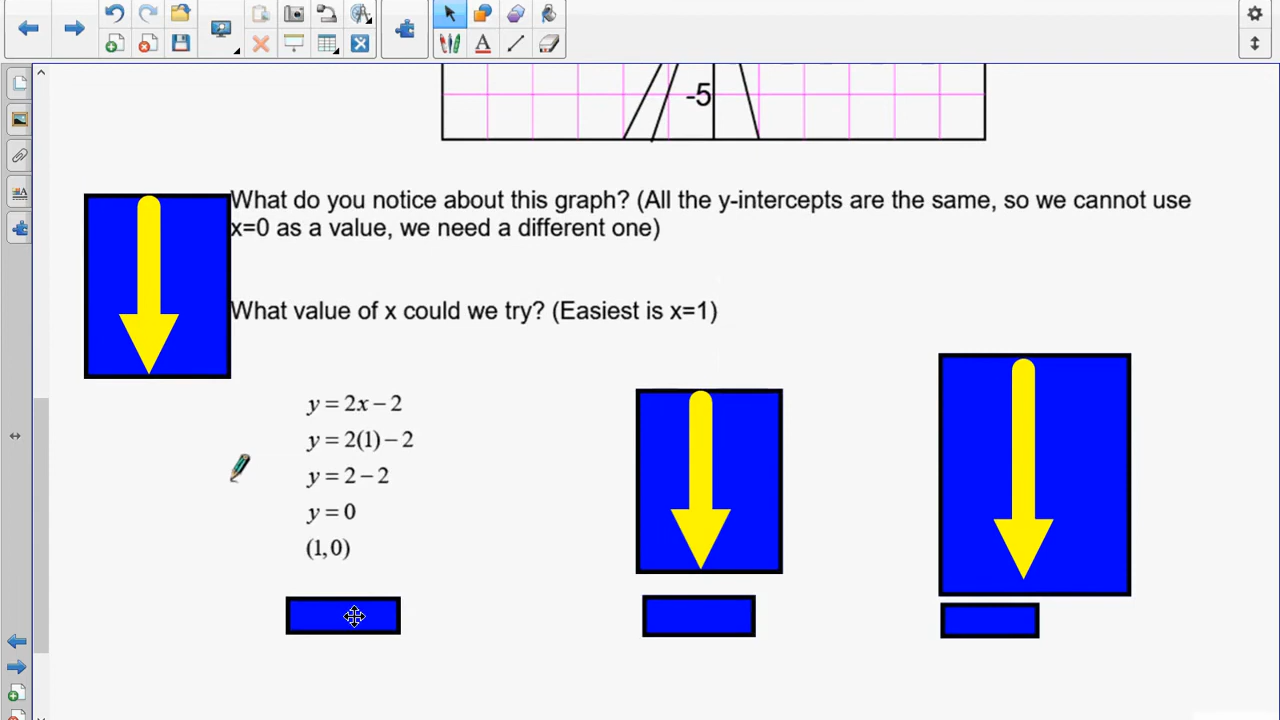 -5
What do you notice about this graph? (All the y-intercepts are the same, so we cannot use
x=0 as a value, we need a different one)
What value of x could we try? (Easiest is x=1)
y = 2x − 2
y = 2(1) − 2
y = 2 − 2
y = 0
(1, 0)